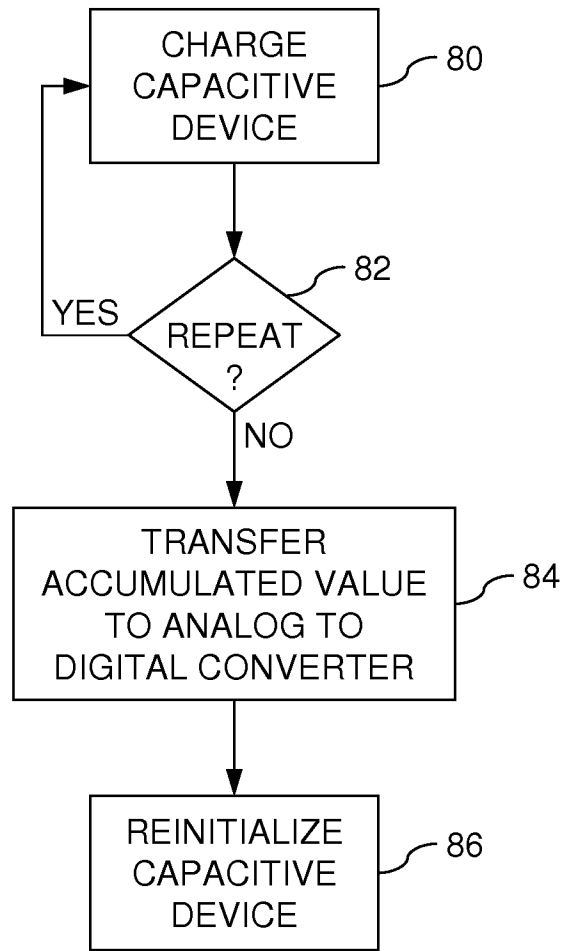 CHARGE
CAPACITIVE
DEVICE
80
82
YES
REPEAT
?
NO
TRANSFER
ACCUMULATED VALUE
TO ANALOG TO
DIGITAL CONVERTER
84
REINITIALIZE
CAPACITIVE
DEVICE
86